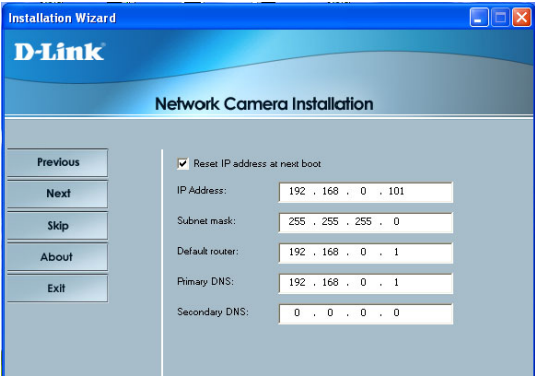 Installation Wizard
D-Link
Network Camera Installation
Previous
Next
Skip
About
Exit
Reset IP address at next boot
IP Address: 192 . 168 . 0 . 101
Subnet mask: 255 . 255 . 255 . 0
Default router: 192 . 168 . 0 . 1
Primary DNS: 192 . 168 . 0 . 1
Secondary DNS: 0 . 0 . 0 . 0